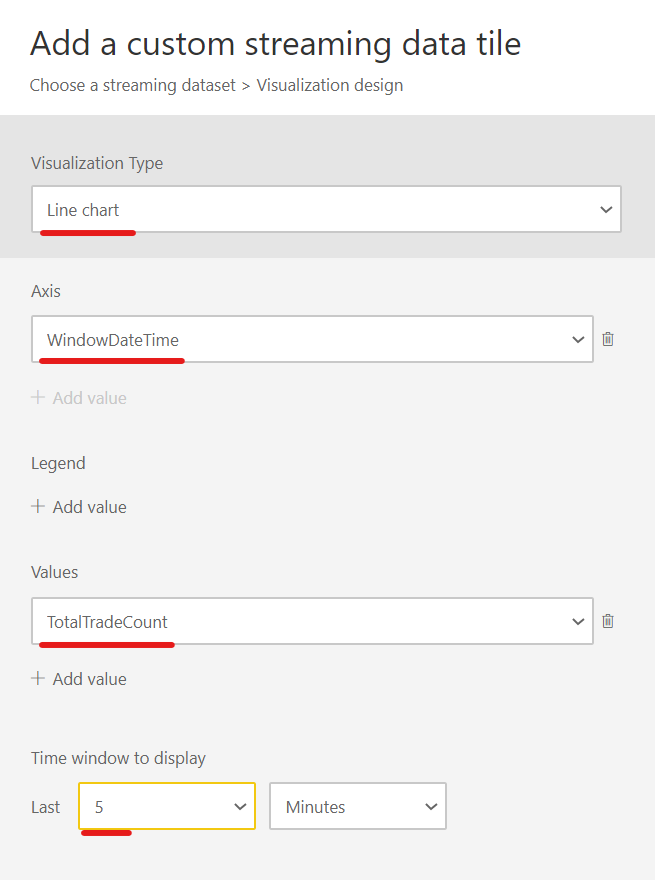 Add a custom streaming data tile
Choose a streaming dataset > Visualization design
Visualization Type
Line chart
Axis
WindowDateTime
+ Add value
Legend
+ Add value
Values
TotalTradeCount
+ Add value
Time window to display
Last 5 Minutes